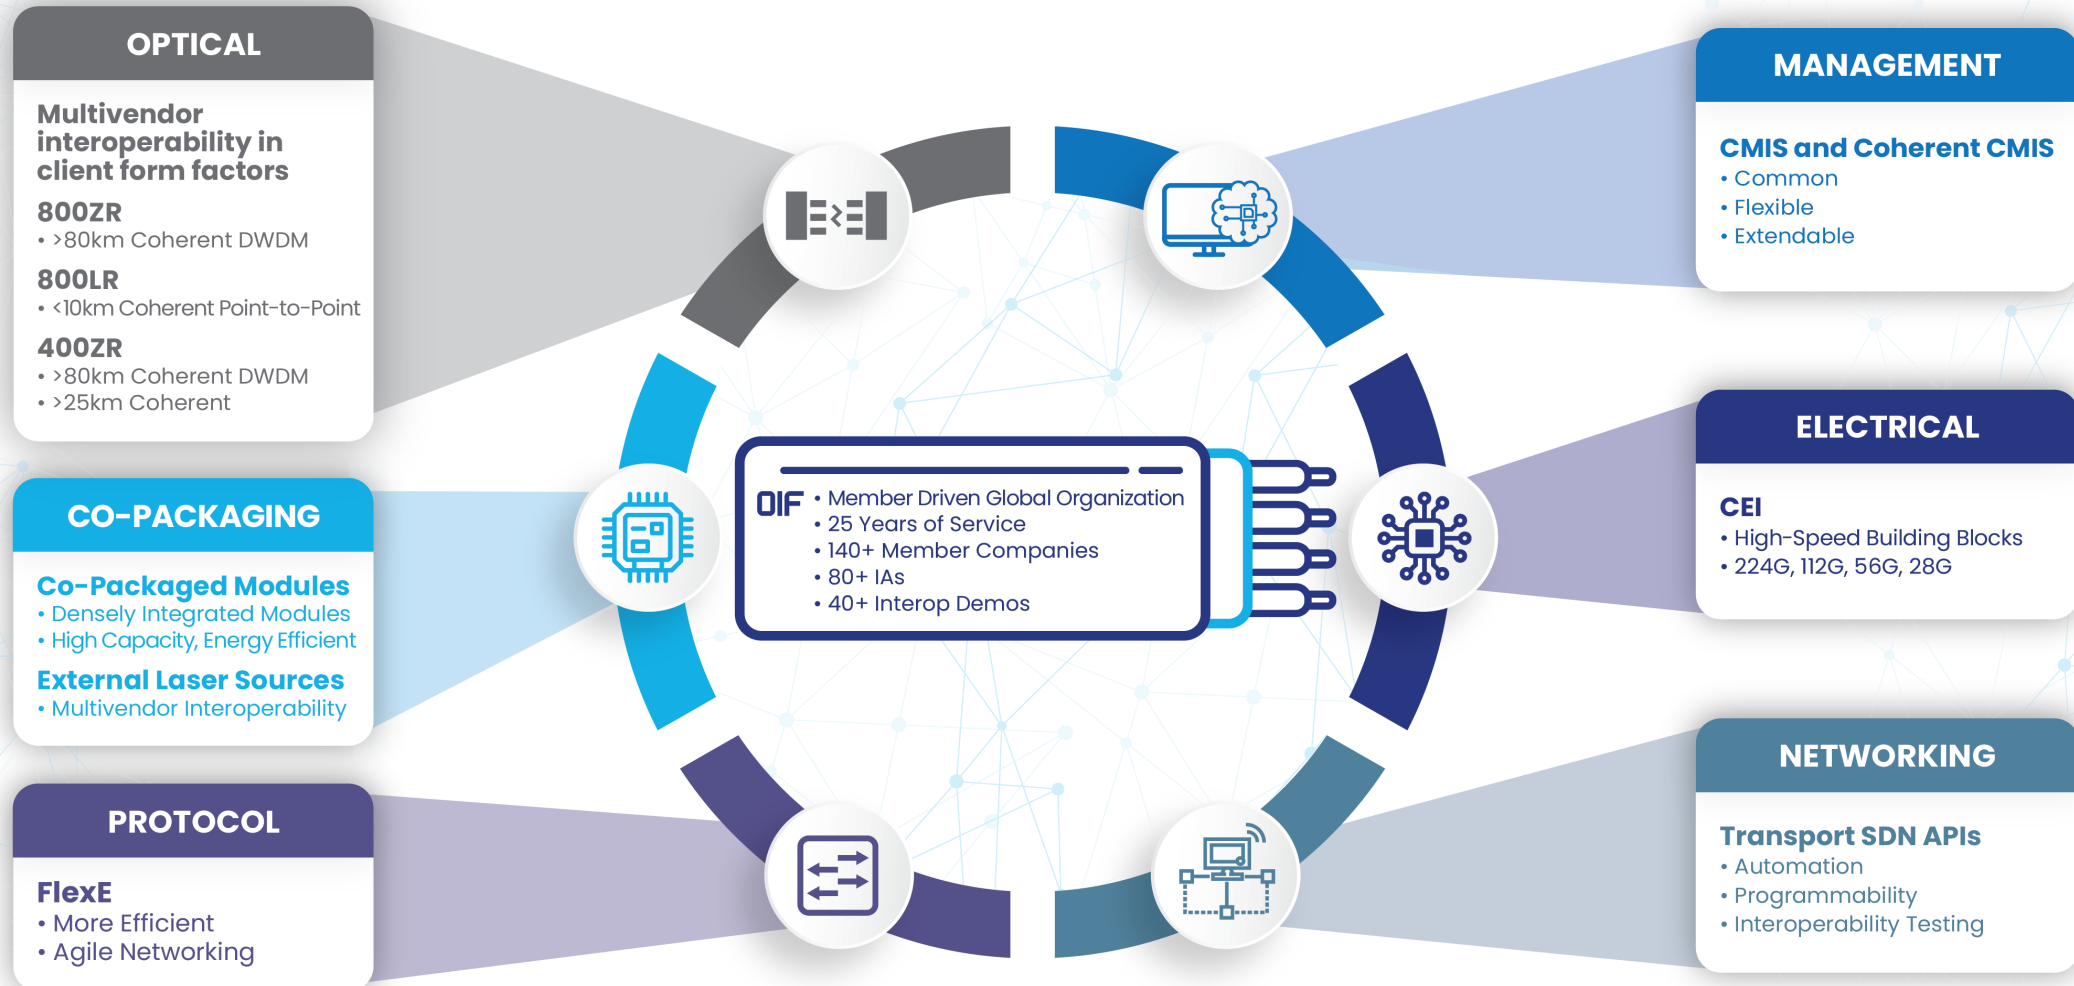 OPTICAL
Multivendor
interoperability in
client form factors
800ZR
• >80km Coherent DWDM
800LR
• <10km Coherent Point-to-Point
400ZR
• >80km Coherent DWDM
• >25km Coherent
CO-PACKAGING
Co-Packaged Modules
• Densely Integrated Modules
• High Capacity, Energy Efficient
External Laser Sources
• Multivendor Interoperability
PROTOCOL
FlexE
• More Efficient
• Agile Networking
OIF
• Member Driven Global Organization
• 25 Years of Service
• 140+ Member Companies
• 80+ IAs
• 40+ Interop Demos
MANAGEMENT
CMIS and Coherent CMIS
• Common
• Flexible
• Extendable
ELECTRICAL
CEI
• High-Speed Building Blocks
• 224G, 112G, 56G, 28G
NETWORKING
Transport SDN APIs
• Automation
• Programmability
• Interoperability Testing